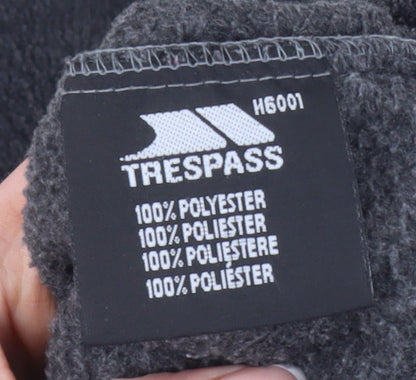 H6001
TRESPASS
100% POLYESTER
100% POLIESTER
100% POLIESTERE
100% POLIÉSTER